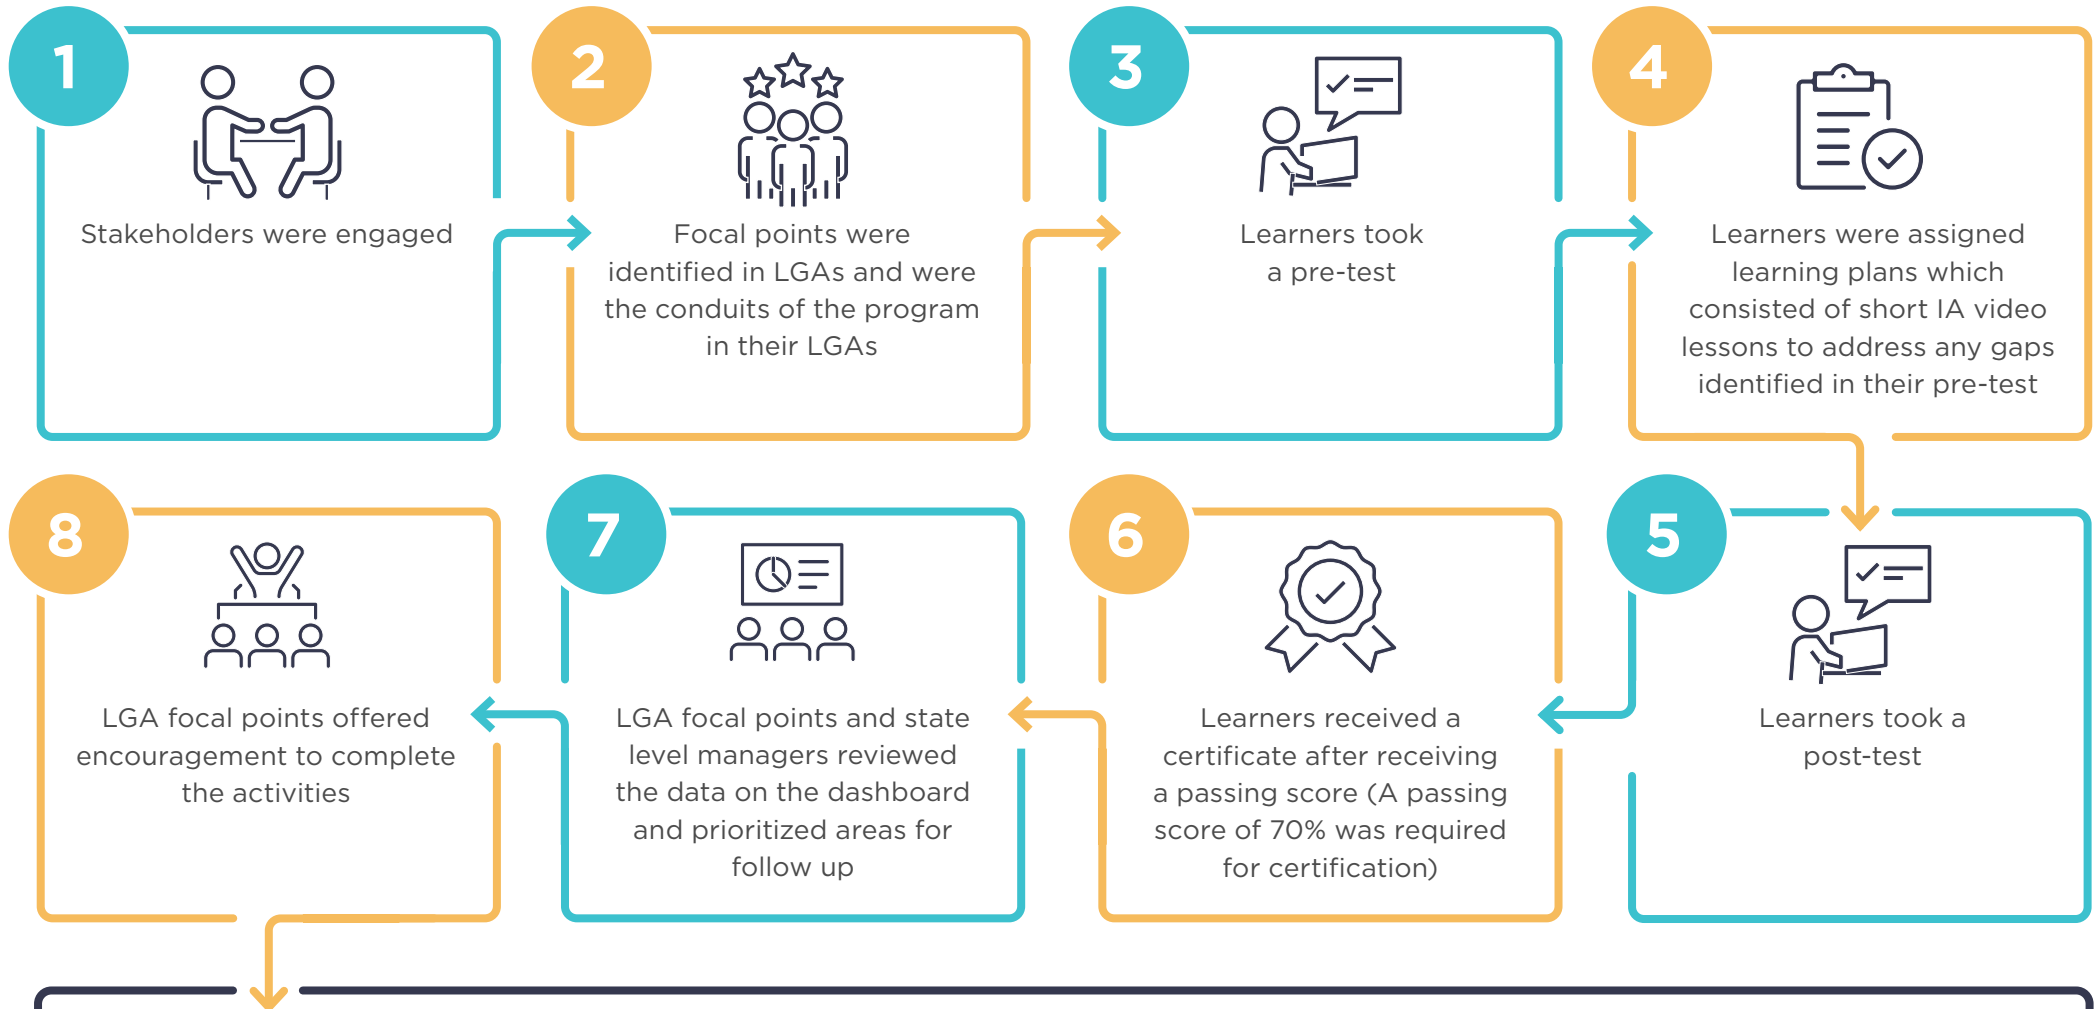 1
Stakeholders were engaged
2
Focal points were
identified in LGAs and were
the conduits of the program
in their LGAs
3
Learners took
a pre-test
4
Learners were assigned
learning plans which
consisted of short IA video
lessons to address any gaps
identified in their pre-test
5
Learners took a
post-test
6
Learners received a
certificate after receiving
a passing score (A passing
score of 70% was required
for certification)
7
LGA focal points and state
level managers reviewed
the data on the dashboard
and prioritized areas for
follow up
8
LGA focal points offered
encouragement to complete
the activities